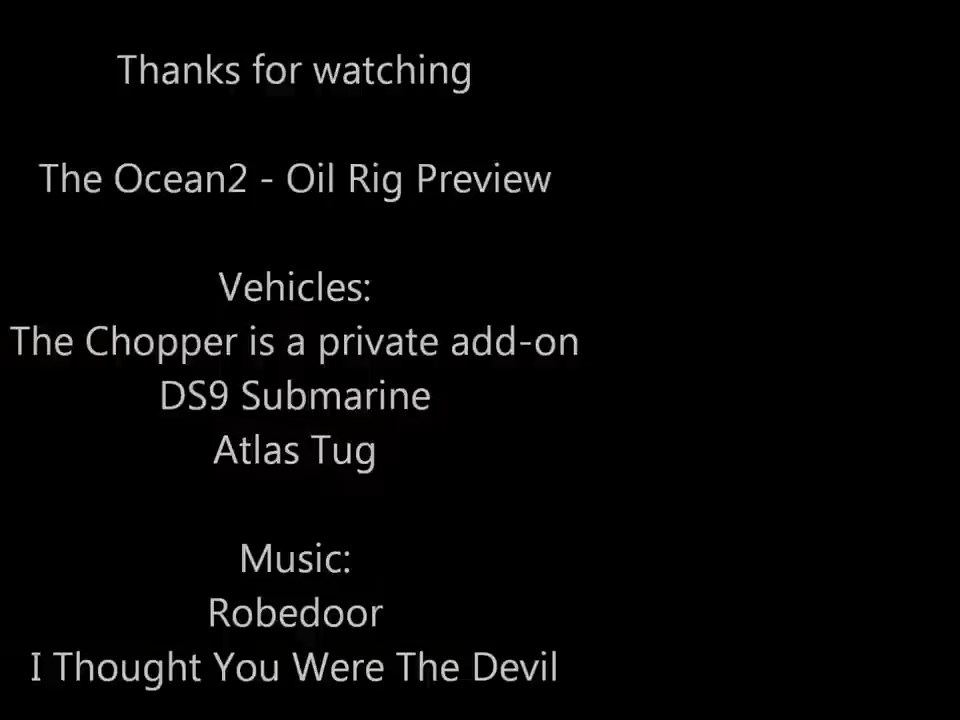 Thanks for watching
The Ocean2 - Oil Rig Preview
Vehicles:
The Chopper is a private add-on
DS9 Submarine
Atlas Tug
Music:
Robedoor
I Thought You Were The Devil